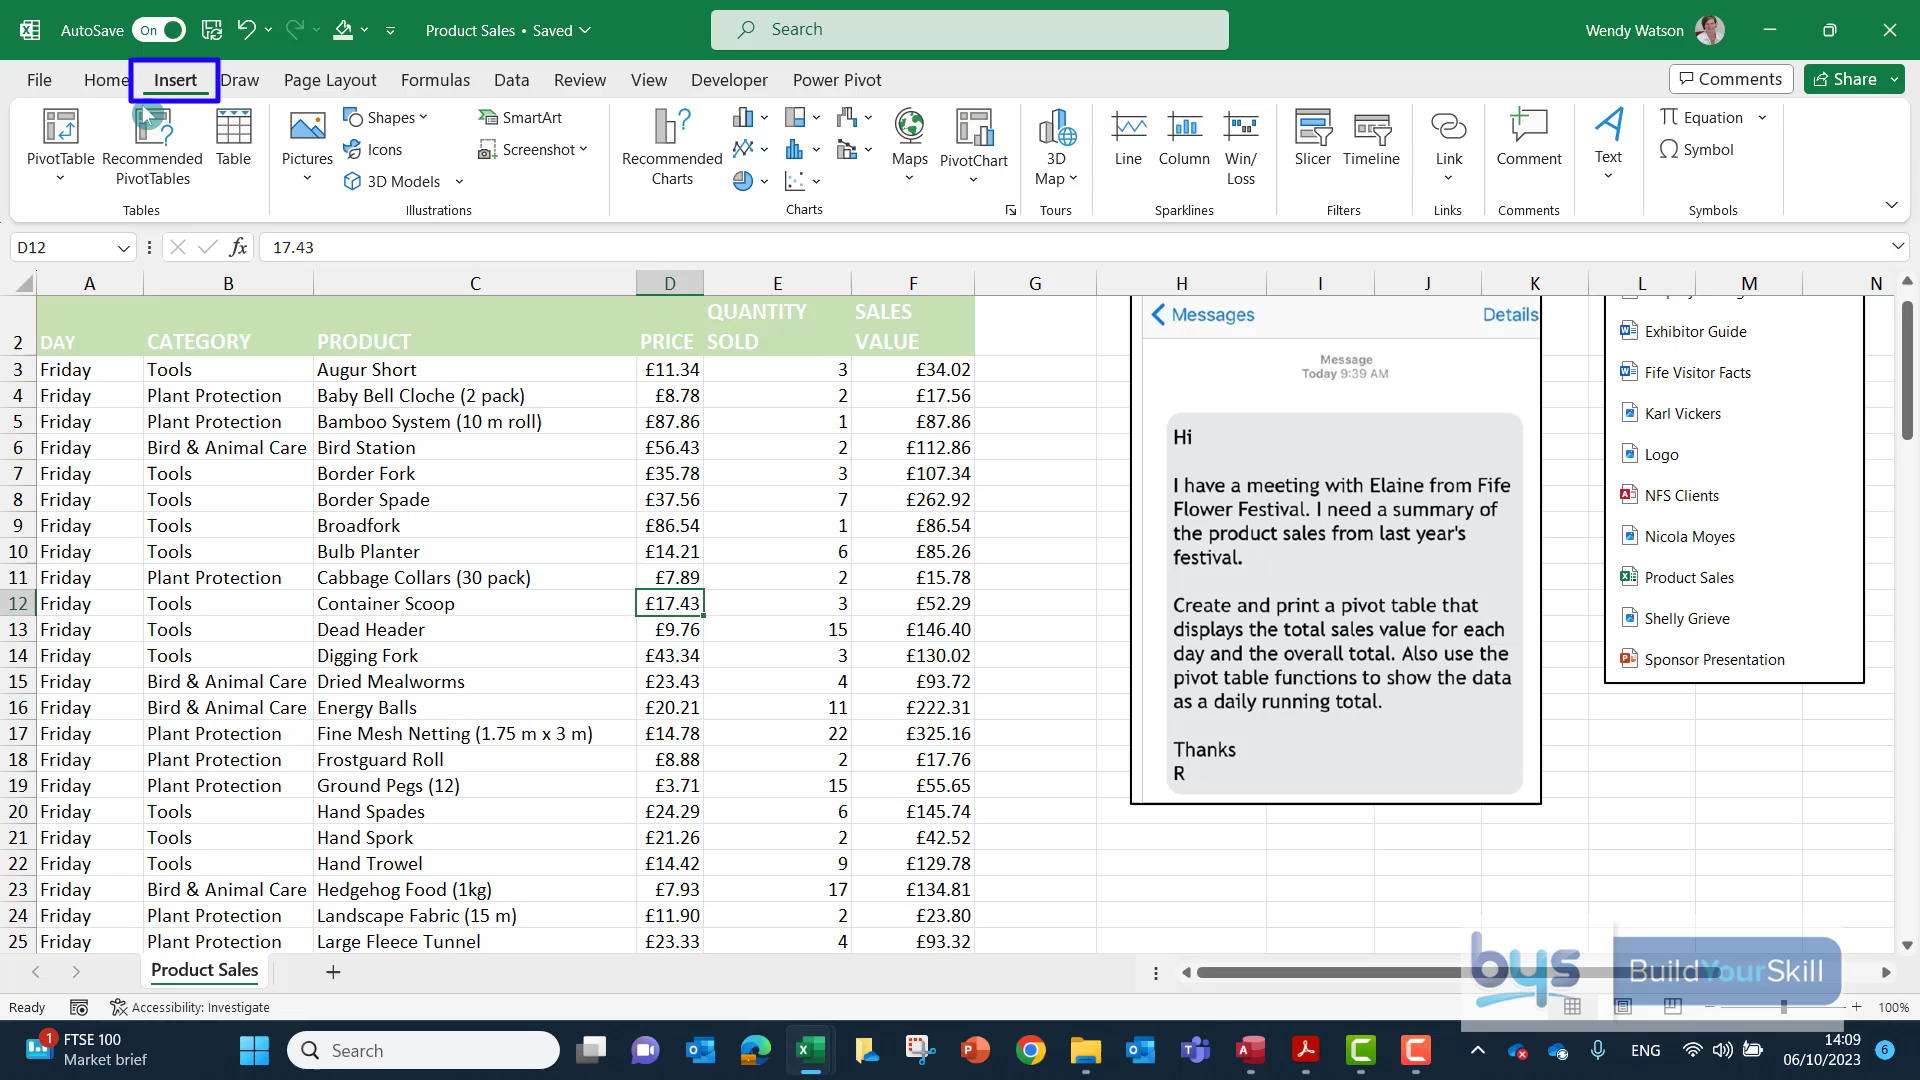 AutoSave On Product Sales • Saved Search Wendy Watson
File Home Insert Draw Page Layout Formulas Data Review View Developer Power Pivot Comments Share
PivotTable Recommended PivotTables Table Pictures Shapes Icons 3D Models SmartArt Screenshot Recommended Charts Maps PivotChart 3D Map Line Column Win/ Loss Slicer Timeline Link Comment Text Equation Symbol
Tables Illustrations Charts Tours Sparklines Filters Links Comments Symbols
D12 fx 17.43
A B C D E F G H I J K L M N
2 DAY CATEGORY PRODUCT PRICE QUANTITY SOLD SALES VALUE
3 Friday Tools Augur Short £11.34 3 £34.02
4 Friday Plant Protection Baby Bell Cloche (2 pack) £8.78 2 £17.56
5 Friday Plant Protection Bamboo System (10 m roll) £87.86 1 £87.86
6 Friday Bird & Animal Care Bird Station £56.43 2 £112.86
7 Friday Tools Border Fork £35.78 3 £107.34
8 Friday Tools Border Spade £37.56 7 £262.92
9 Friday Tools Broadfork £86.54 1 £86.54
10 Friday Tools Bulb Planter £14.21 6 £85.26
11 Friday Plant Protection Cabbage Collars (30 pack) £7.89 2 £15.78
12 Friday Tools Container Scoop £17.43 3 £52.29
13 Friday Tools Dead Header £9.76 15 £146.40
14 Friday Tools Digging Fork £43.34 3 £130.02
15 Friday Bird & Animal Care Dried Mealworms £23.43 4 £93.72
16 Friday Bird & Animal Care Energy Balls £20.21 11 £222.31
17 Friday Plant Protection Fine Mesh Netting (1.75 m x 3 m) £14.78 22 £325.16
18 Friday Plant Protection Frostguard Roll £8.88 2 £17.76
19 Friday Plant Protection Ground Pegs (12) £3.71 15 £55.65
20 Friday Tools Hand Spades £24.29 6 £145.74
21 Friday Tools Hand Spork £21.26 2 £42.52
22 Friday Tools Hand Trowel £14.42 9 £129.78
23 Friday Bird & Animal Care Hedgehog Food (1kg) £7.93 17 £134.81
24 Friday Plant Protection Landscape Fabric (15 m) £11.90 2 £23.80
25 Friday Plant Protection Large Fleece Tunnel £23.33 4 £93.32
Messages Details
Message
Today 9:39 AM
Hi
I have a meeting with Elaine from Fife
Flower Festival. I need a summary of
the product sales from last year's
festival.
Create and print a pivot table that
displays the total sales value for each
day and the overall total. Also use the
pivot table functions to show the data
as a daily running total.
Thanks
R
Exhibitor Guide
Fife Visitor Facts
Karl Vickers
Logo
NFS Clients
Nicola Moyes
Product Sales
Shelly Grieve
Sponsor Presentation
Product Sales
bys BuildYourSkill
Ready Accessibility: Investigate 100%
1 FTSE 100
Market brief
Search
ENG
14:09
06/10/2023
6